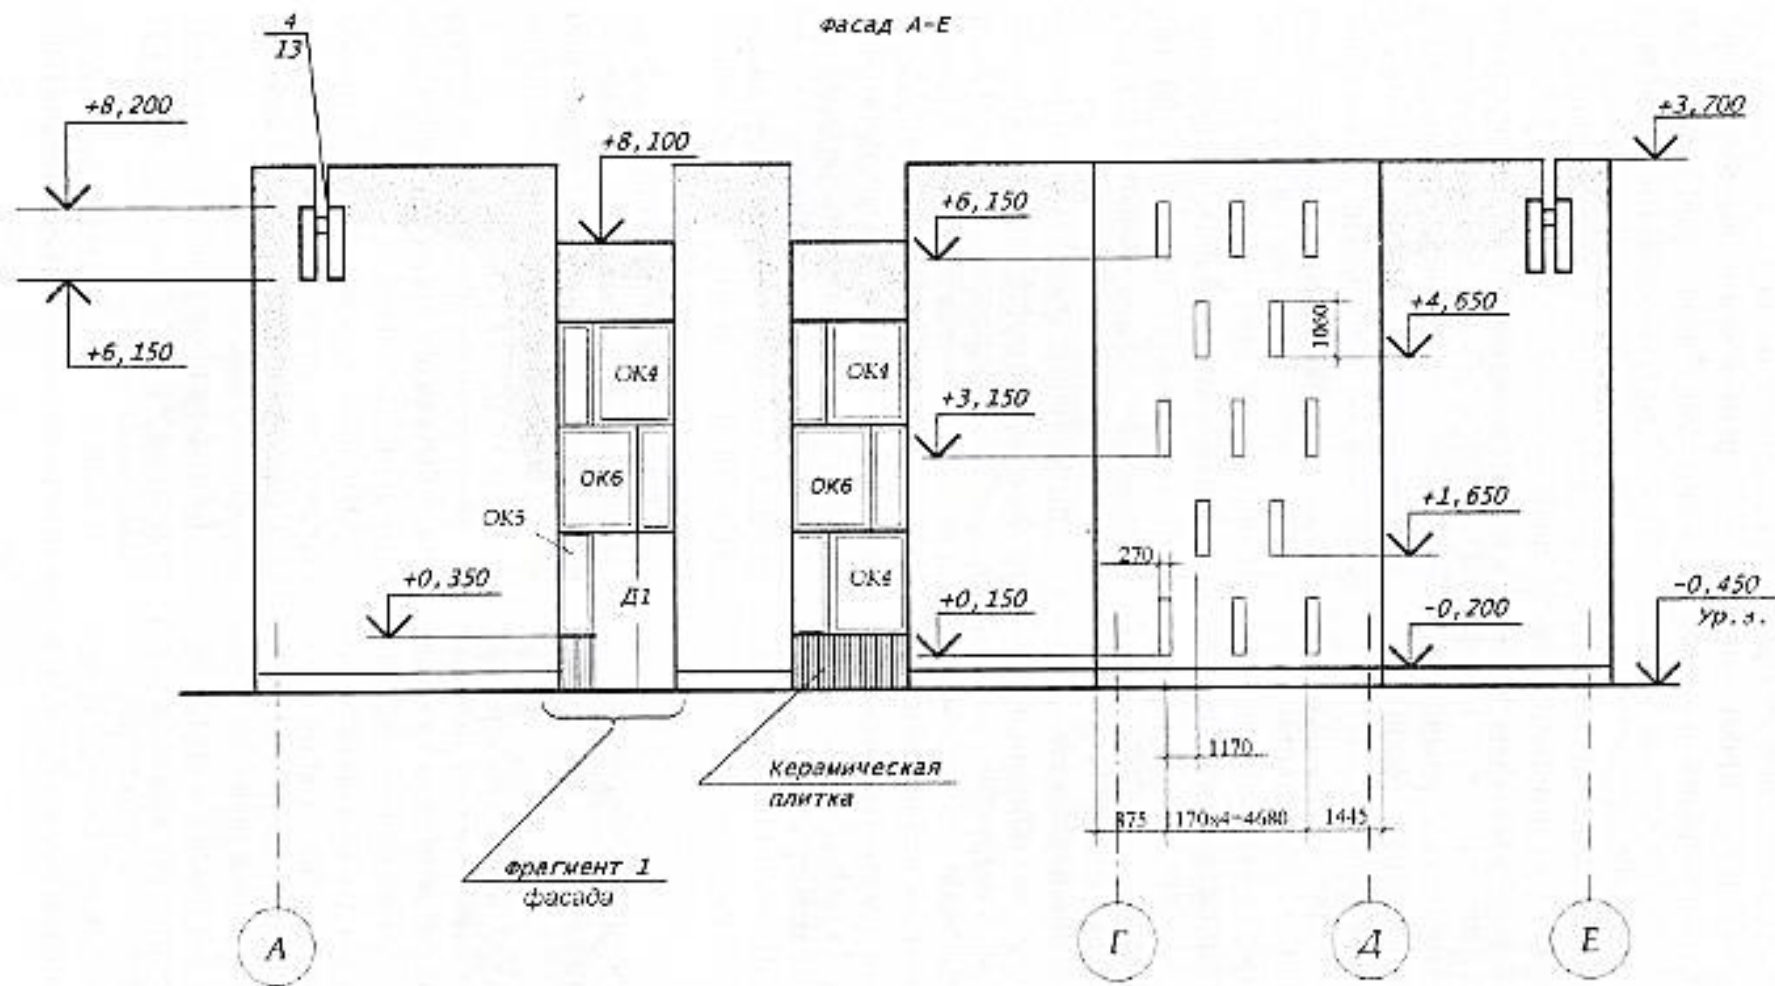 Фасад А-Е
4
13
+8,200
+3,700
+8,100
+6,150
+6,150
+4,650
1060
ОК4
ОК4
+3,150
ОК6
ОК6
ОК5
+1,650
270
+0,350
Д1
ОК4
+0,150
-0,200
-0,450
Ур.з.
1170
Керамическая
плитка
875
1170х4=4680
1445
Фрагмент 1
фасада
А
Г
Д
Е